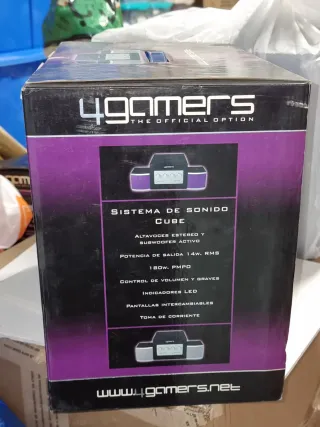 4gamers
THE OFFICIAL OPTION
SISTEMA DE SONIDO
CUBE
ALTAVOCES ESTEREO Y
SUBWOOFER ACTIVO
POTENCIA DE SALIDA 14W. RMS
180W. PMPO
CONTROL DE VOLUMEN Y GRAVES
INDICADORES LED
PANTALLAS INTERCAMBIABLES
TOMA DE CORRIENTE
www.4gamers.net